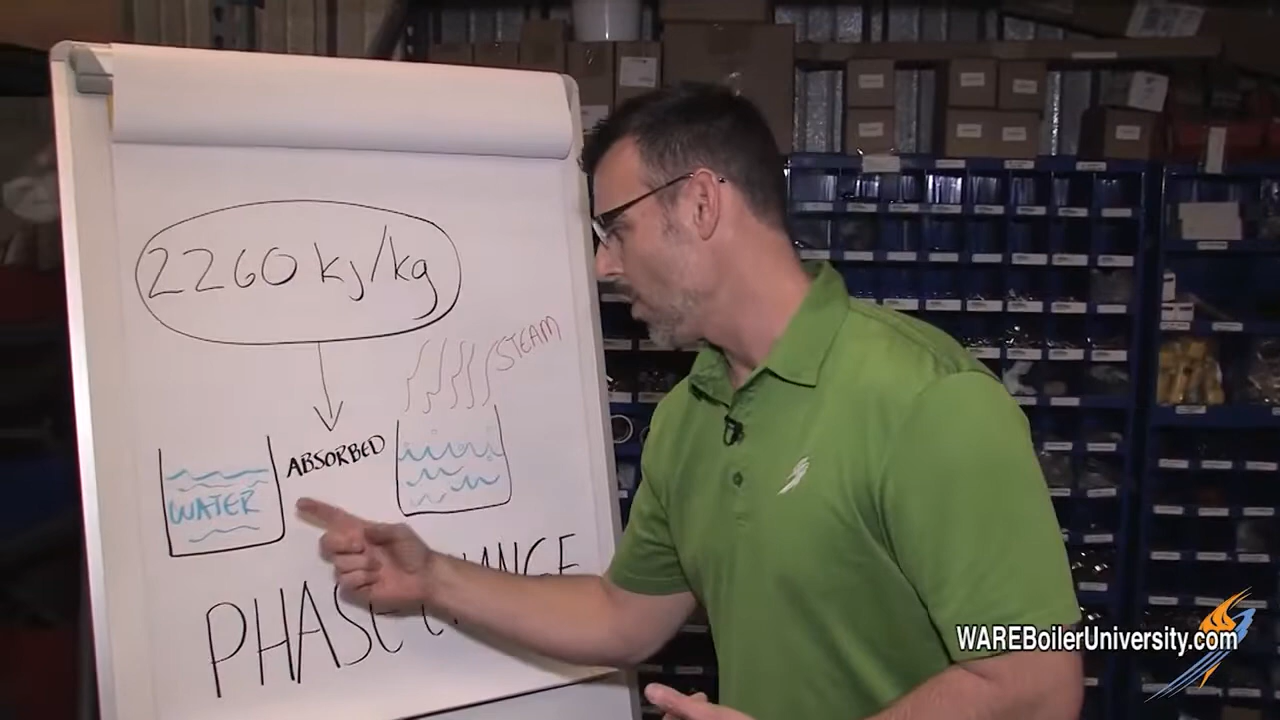 2260 kJ/kg
STEAM
ABSORBED
WATER
PHASE CHANGE
WAREBoilerUniversity.com